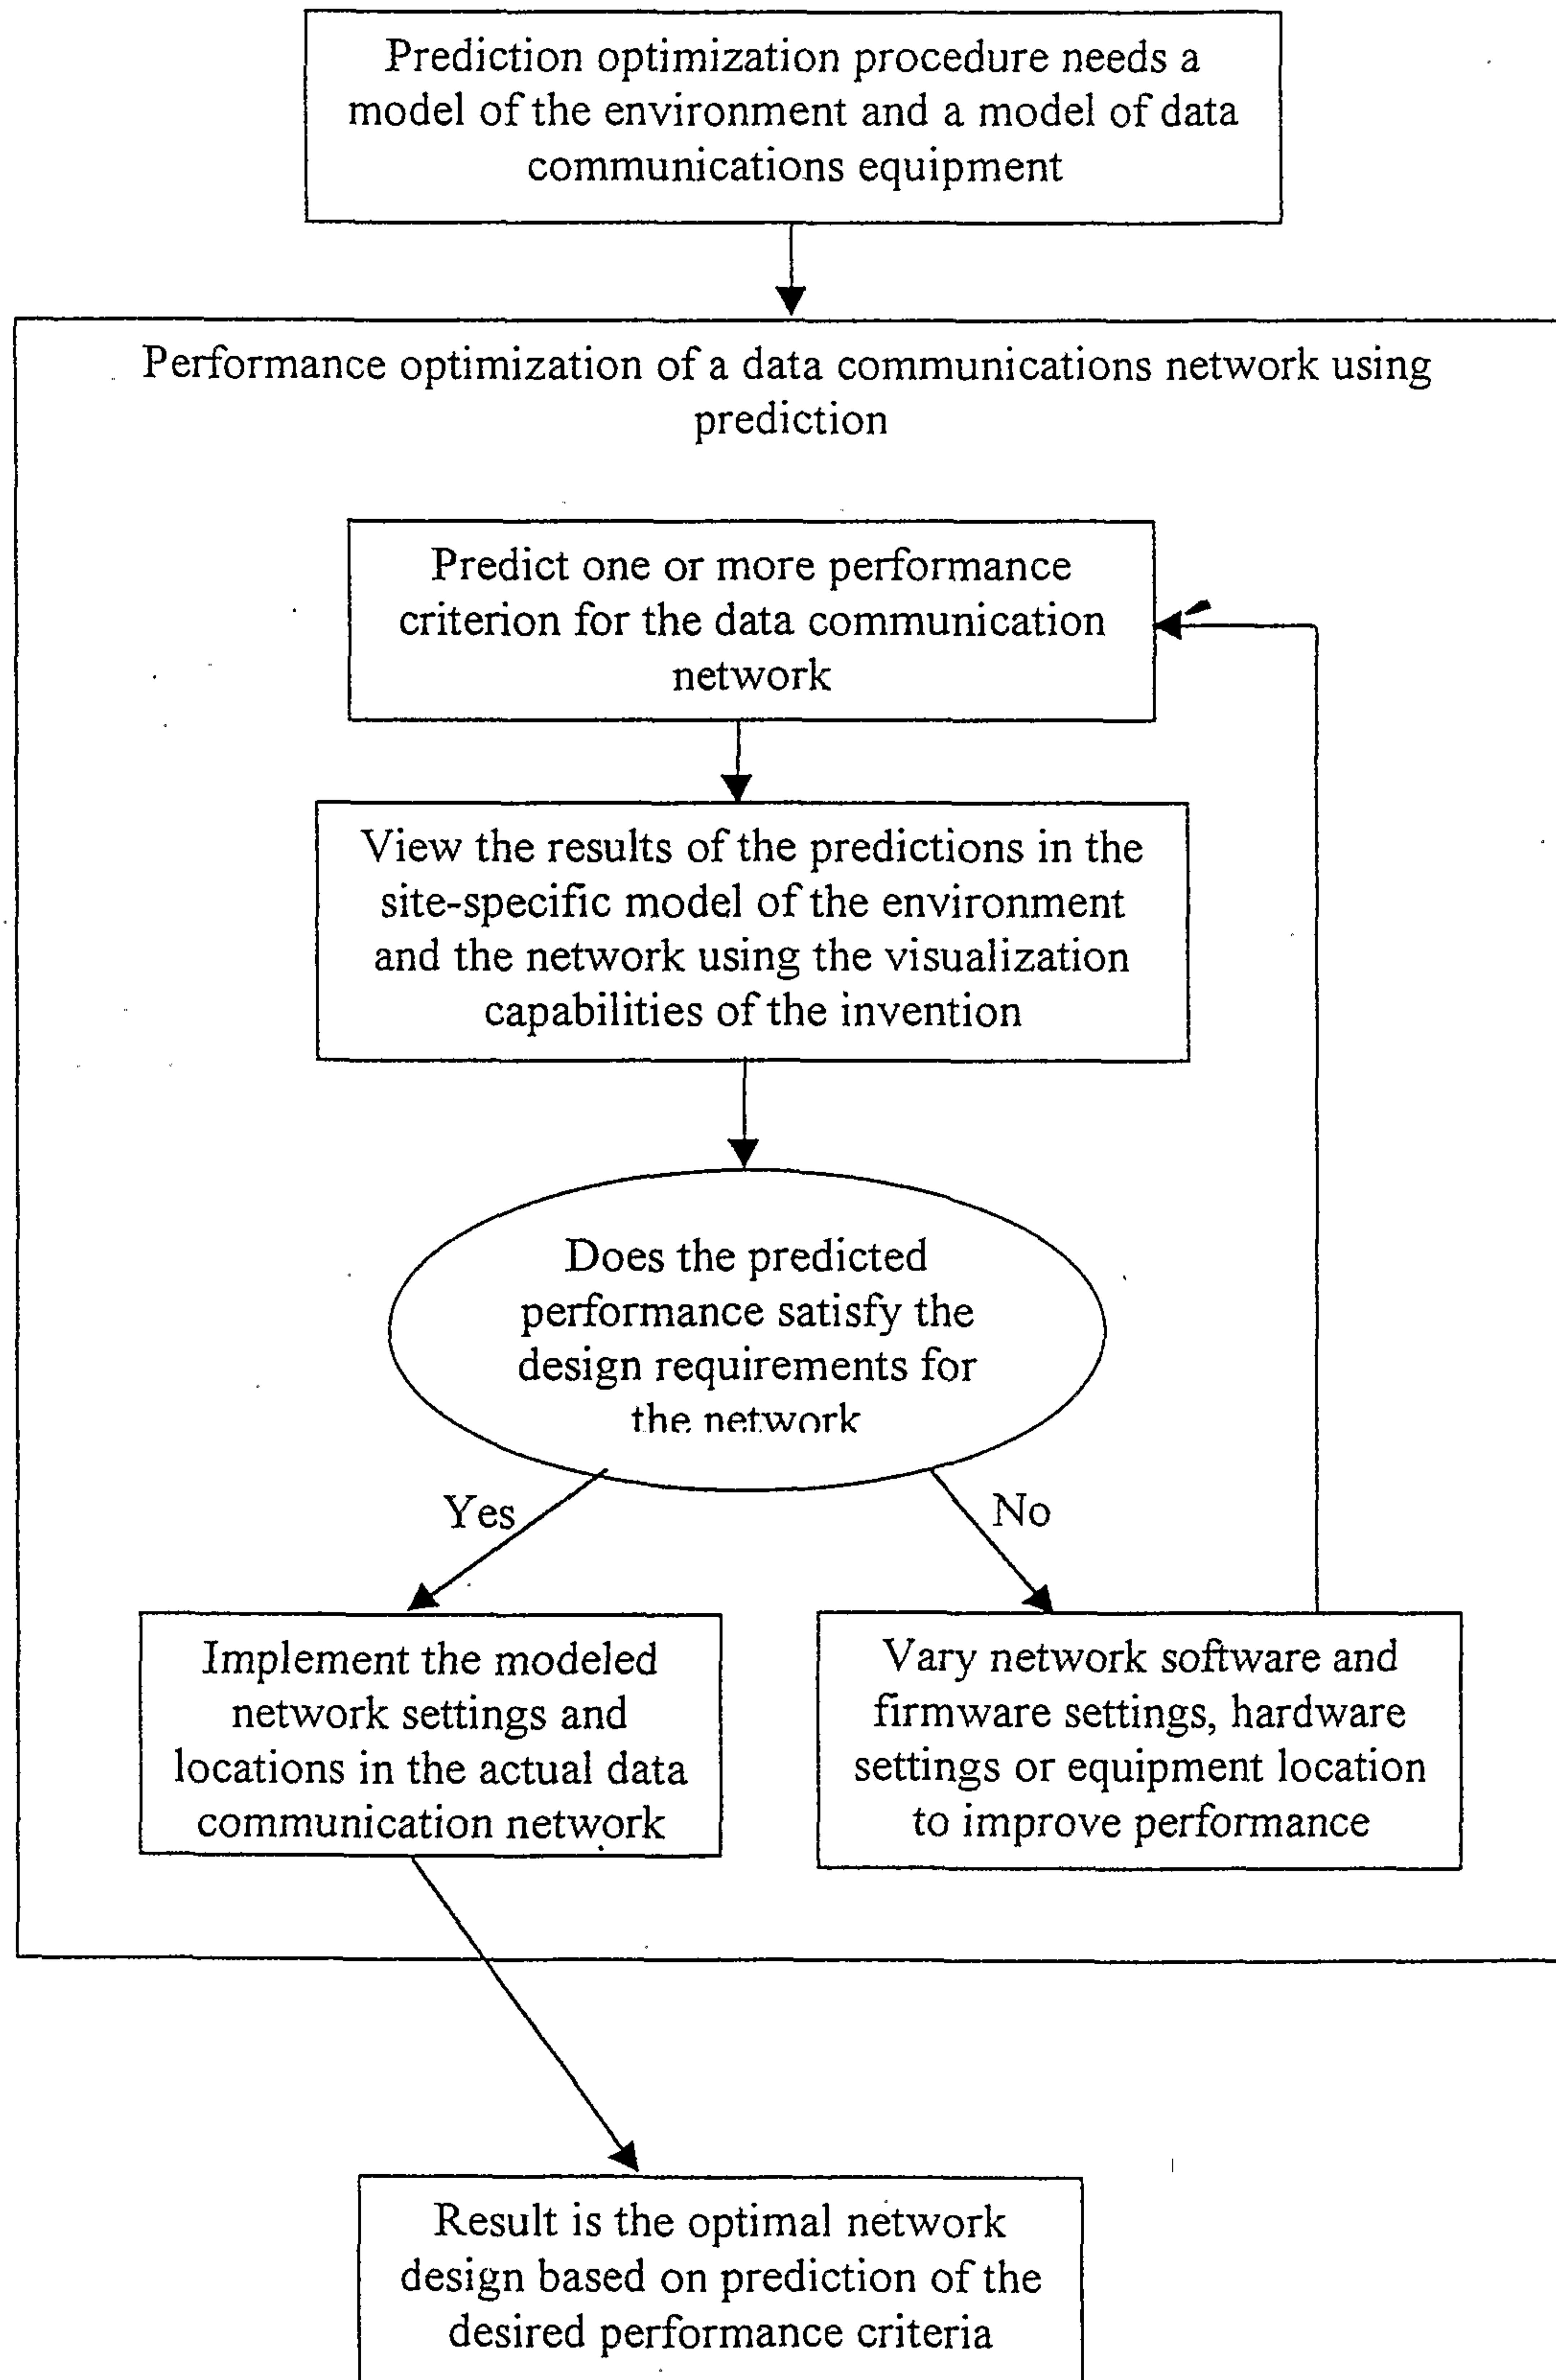 Prediction optimization procedure needs a
model of the environment and a model of data
communications equipment
Performance optimization of a data communications network using
prediction
Predict one or more performance
criterion for the data communication
network
View the results of the predictions in the
site-specific model of the environment
and the network using the visualization
capabilities of the invention
Does the predicted
performance satisfy the
design requirements for
the network
Yes
No
Implement the modeled
network settings and
locations in the actual data
communication network
Vary network software and
firmware settings, hardware
settings or equipment location
to improve performance
Result is the optimal network
design based on prediction of the
desired performance criteria